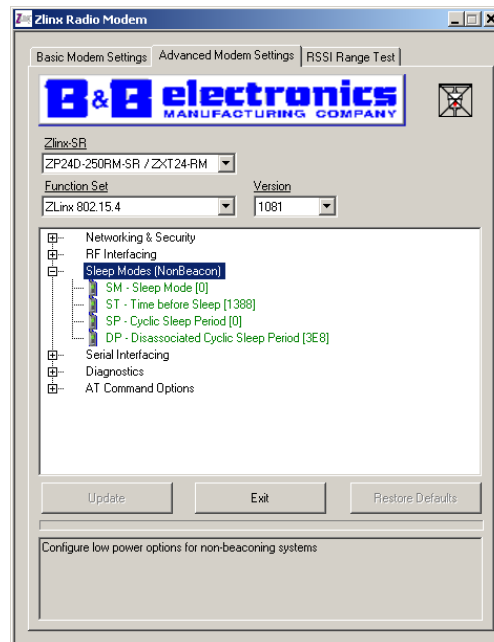 Zlinx Radio Modem
Basic Modem Settings Advanced Modem Settings RSSI Range Test
B&B electronics
MANUFACTURING COMPANY
Zlinx-SR
ZP24D-250RM-SR / ZXT24-RM
Function Set Version
ZLinx 802.15.4 1081
Networking & Security
RF Interfacing
Sleep Modes (NonBeacon)
SM - Sleep Mode [0]
ST - Time before Sleep [1388]
SP - Cyclic Sleep Period [0]
DP - Disassociated Cyclic Sleep Period [3E8]
Serial Interfacing
Diagnostics
AT Command Options
Update Exit Restore Defaults
Configure low power options for non-beaconing systems